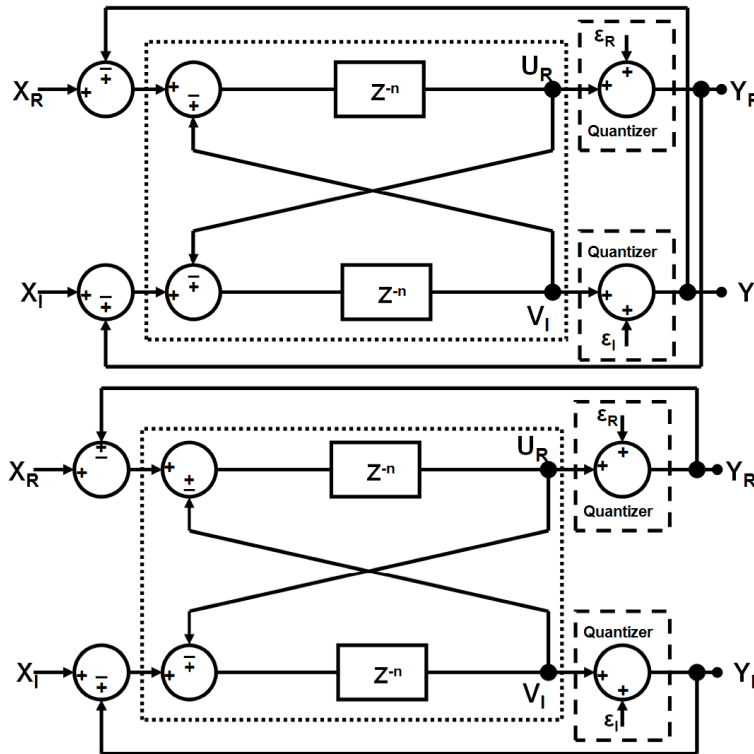 ε_R
U_R
X_R
Z⁻ⁿ
Y_R
Quantizer
Quantizer
X_I
Z⁻ⁿ
Y
V_I
ε_I
ε_R
U_R
X_R
Z⁻ⁿ
Y_R
Quantizer
Quantizer
X_I
Z⁻ⁿ
Y_I
V_I
ε_I